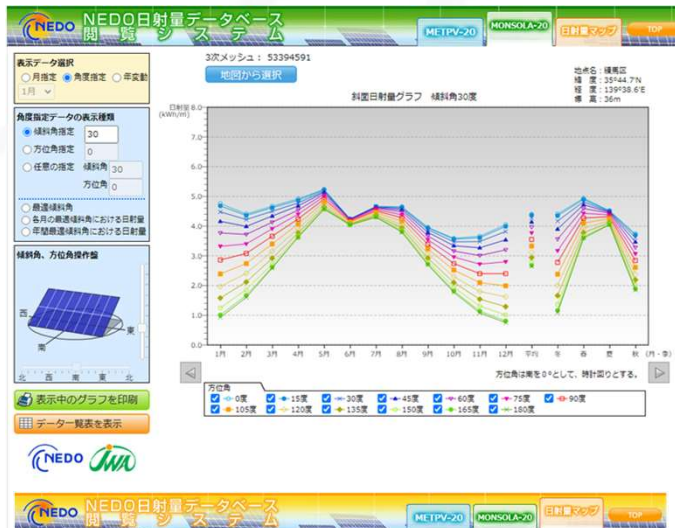 NEDO
NEDO日射量データベース
閲覧システム
METPV-20
MONSOLA-20
日射量マップ
TOP
表示データ選択
月指定 角度指定 年変動
1月
角度指定データの表示種類
傾斜角指定 30
方位角指定 0
任意の指定 傾斜角 30
方位角 0
最適傾斜角
各月の最適傾斜角における日射量
年間最適傾斜角における日射量
傾斜角、方位角操作盤
西
東
南
北 西 南 東 北
表示中のグラフを印刷
データ一覧表を表示
NEDO JWA
3次メッシュ : 53394591
地図から選択
地点名 : 練馬区
緯 度 : 35°44.7'N
経 度 : 139°38.6'E
標 高 : 36m
斜面日射量グラフ 傾斜角30度
日射量
(kWh/㎡)
8.0
7.0
6.0
5.0
4.0
3.0
2.0
1.0
0.0
1月 2月 3月 4月 5月 6月 7月 8月 9月 10月 11月 12月 平均 冬 春 夏 秋 (月・季)
方位角は南を0°として、時計回りとする。
方位角
0度 15度 30度 45度 60度 75度 90度
105度 120度 135度 150度 165度 180度
NEDO
NEDO日射量データベース
閲覧システム
METPV-20
MONSOLA-20
日射量マップ
TOP